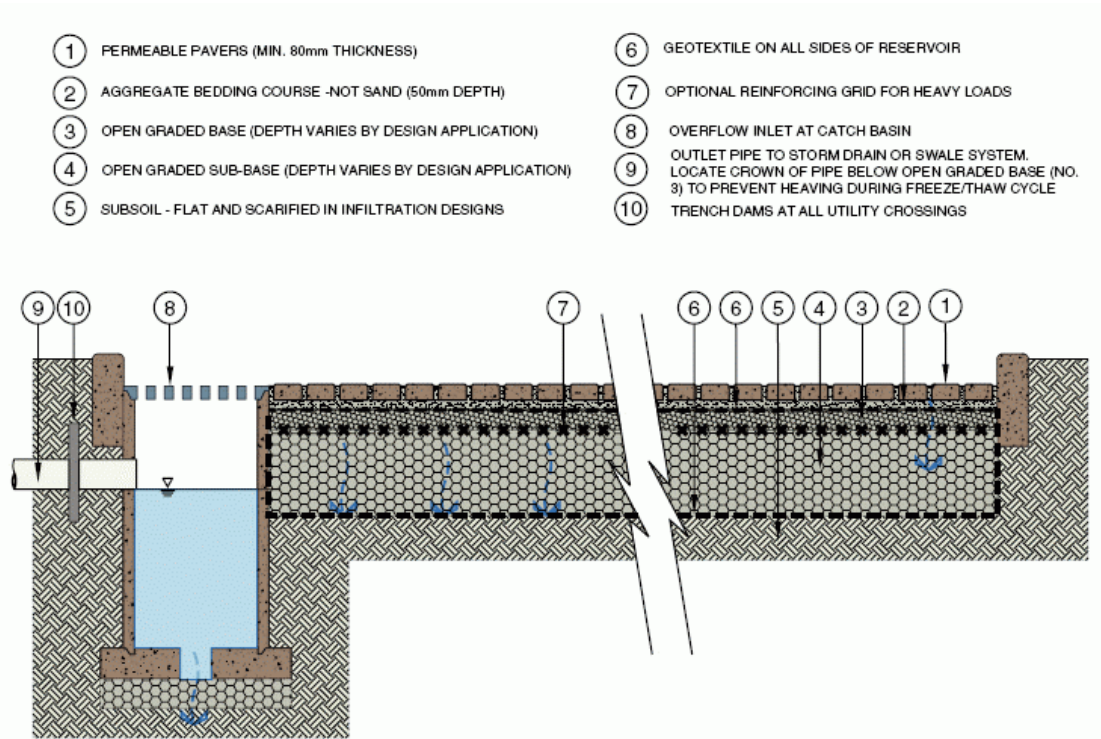 1 PERMEABLE PAVERS (MIN. 80mm THICKNESS)
2 AGGREGATE BEDDING COURSE -NOT SAND (50mm DEPTH)
3 OPEN GRADED BASE (DEPTH VARIES BY DESIGN APPLICATION)
4 OPEN GRADED SUB-BASE (DEPTH VARIES BY DESIGN APPLICATION)
5 SUBSOIL - FLAT AND SCARIFIED IN INFILTRATION DESIGNS
6 GEOTEXTILE ON ALL SIDES OF RESERVOIR
7 OPTIONAL REINFORCING GRID FOR HEAVY LOADS
8 OVERFLOW INLET AT CATCH BASIN
OUTLET PIPE TO STORM DRAIN OR SWALE SYSTEM.
9 LOCATE CROWN OF PIPE BELOW OPEN GRADED BASE (NO.
3) TO PREVENT HEAVING DURING FREEZE/THAW CYCLE
10 TRENCH DAMS AT ALL UTILITY CROSSINGS
9 10 8 7 6 6 5 4 3 2 1